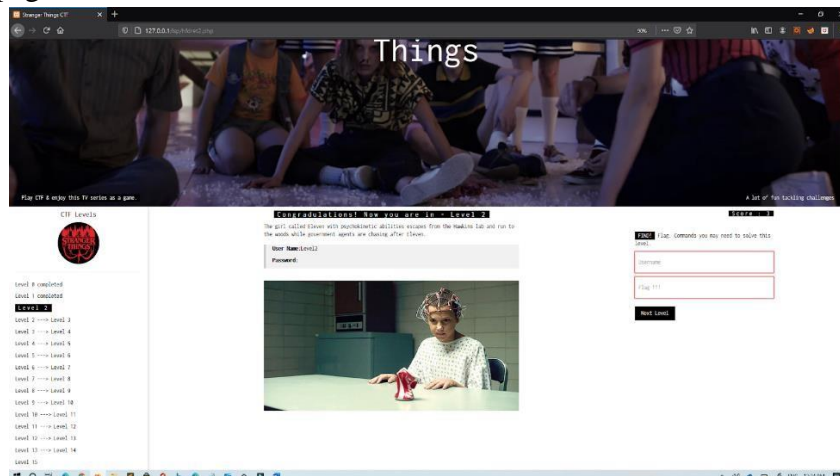 Stranger Things CTF
127.0.0.1
50%
Things
Play CTF & enjoy this TV series as a game.
A lot of fun tackling challenges
CTF Levels
STRANGER THINGS
Level 0 completed
Level 1 completed
Level 2
Level 2 ---> Level 3
Level 3 ---> Level 4
Level 4 ---> Level 5
Level 5 ---> Level 6
Level 6 ---> Level 7
Level 7 ---> Level 8
Level 8 ---> Level 9
Level 9 ---> Level 10
Level 10 ---> Level 11
Level 11 ---> Level 12
Level 12 ---> Level 13
Level 13 ---> Level 14
Level 15
Congradulations! Now you are in - Level 2
The girl called Eleven with psychokinetic abilities escapes from the Hawkins lab and run to
the woods while government agents are chasing after Eleven.
User Name:Level2
Password:
Score : 3
FIND! Flag. Commands you may need to solve this
level
Username
Flag !!!
Next Level
ENG